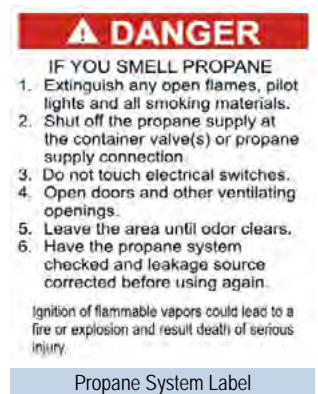 DANGER
IF YOU SMELL PROPANE
1. Extinguish any open flames, pilot
lights and all smoking materials.
2. Shut off the propane supply at
the container valve(s) or propane
supply connection
3. Do not touch electrical switches.
4. Open doors and other ventilating
openings.
5. Leave the area until odor clears.
6. Have the propane system
checked and leakage source
corrected before using again.
Ignition of flammable vapors could lead to a
fire or explosion and result death of serious
injury.
Propane System Label